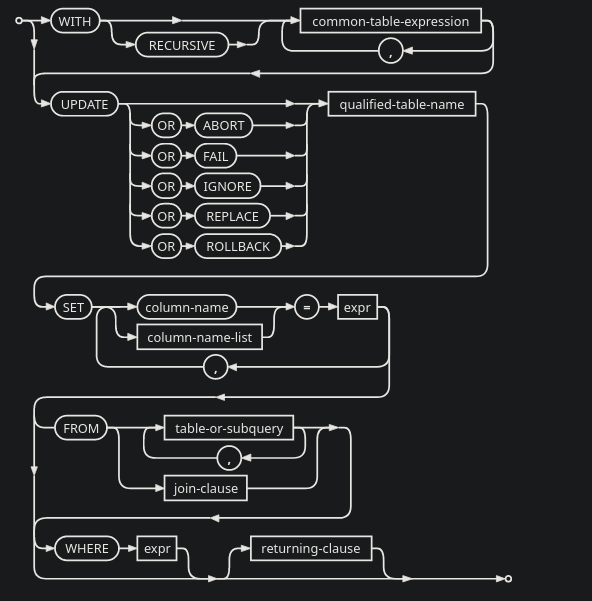 WITH common-table-expression
RECURSIVE
,
UPDATE qualified-table-name
OR ABORT
OR FAIL
OR IGNORE
OR REPLACE
OR ROLLBACK
SET column-name = expr
column-name-list
,
FROM table-or-subquery
,
join-clause
WHERE expr returning-clause